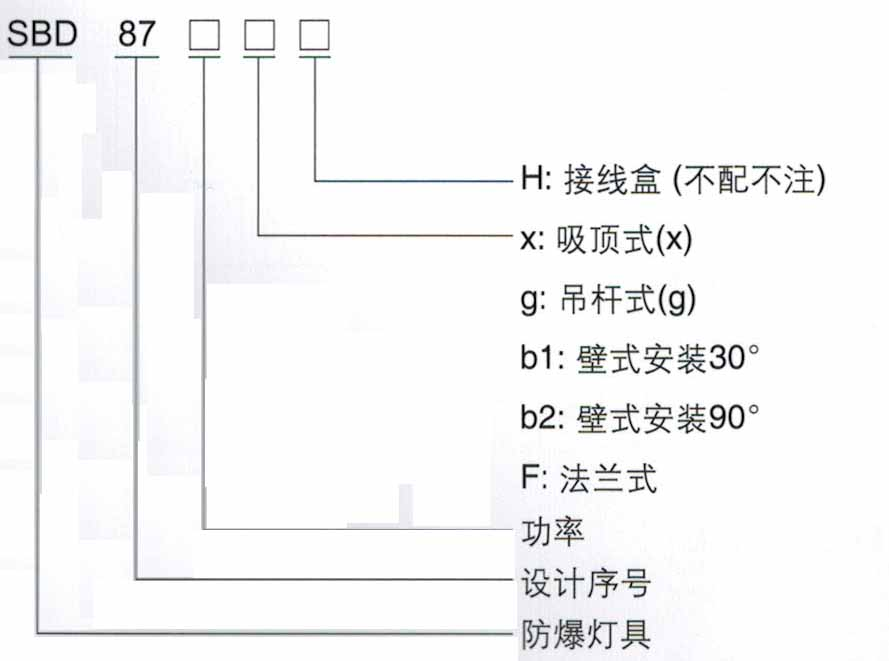 SBD 87 □ □ □
H: 接线盒 (不配不注)
x: 吸顶式(x)
g: 吊杆式(g)
b1: 壁式安装30°
b2: 壁式安装90°
F: 法兰式
功率
设计序号
防爆灯具